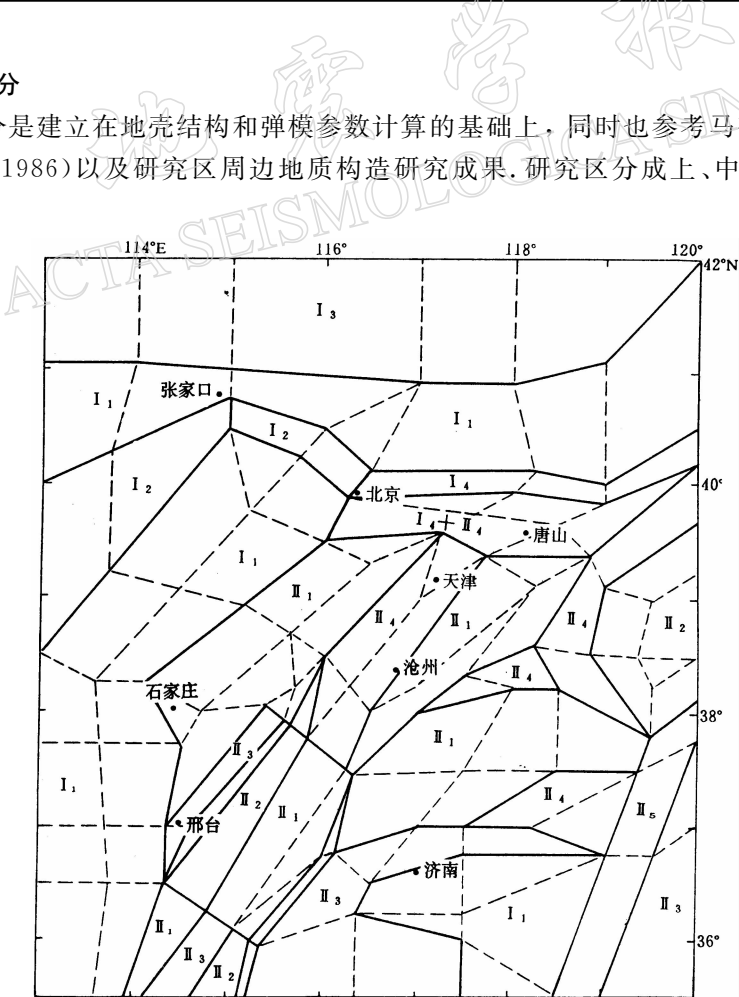 地震学报
ACTA SEISMOLOGICA SIN
分
是建立在地壳结构和弹模参数计算的基础上，同时也参考马
1986)以及研究区周边地质构造研究成果．研究区分成上、中
114°E 116° 118° 120°
42°N
Ⅰ₃
张家口
Ⅰ₁ Ⅰ₁
Ⅰ₂
Ⅰ₂ Ⅰ₄ 40°
北京
Ⅰ₄＋Ⅱ₄ 唐山
Ⅰ₁
天津
Ⅱ₁
Ⅱ₄ Ⅱ₁ Ⅱ₄ Ⅱ₂
沧州 Ⅱ₄
石家庄
38°
Ⅱ₃ Ⅱ₁
Ⅰ₁ Ⅱ₂ Ⅱ₁ Ⅱ₄ Ⅱ₅
邢台
济南
Ⅱ₃ Ⅰ₁ Ⅱ₃
Ⅱ₁ 36°
Ⅱ₃
Ⅱ₂